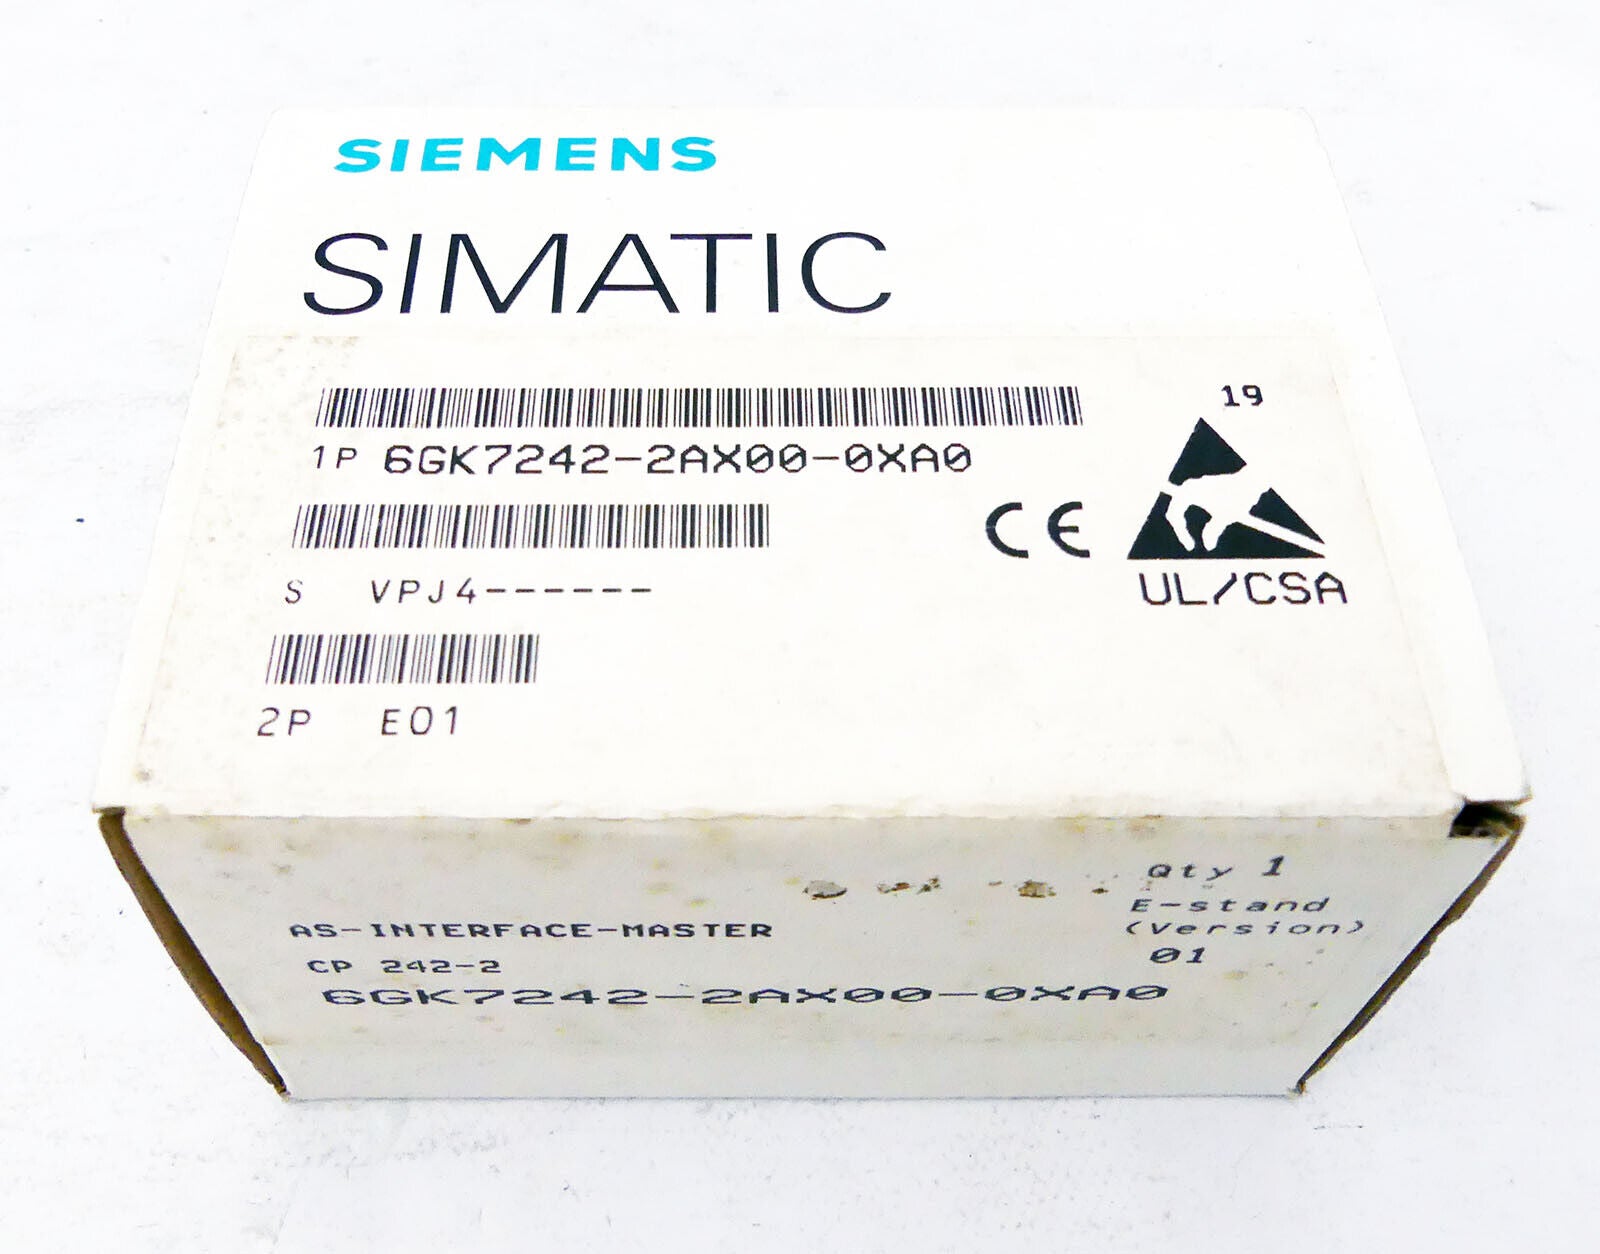 SIEMENS
SIMATIC
19
1P 6GK7242-2AX00-0XA0
CE
UL/CSA
S VPJ4------
2P E01
Qty 1
E-stand
(Version)
01
AS-INTERFACE-MASTER
CP 242-2
6GK7242-2AX00-0XA0